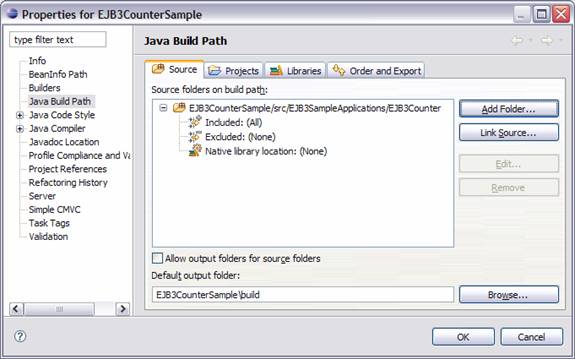 Properties for EJB3CounterSample
type filter text
Java Build Path
Info
BeanInfo Path
Builders
Java Build Path
Java Code Style
Java Compiler
Javadoc Location
Profile Compliance and Va
Project References
Refactoring History
Server
Simple CMVC
Task Tags
Validation
Source Projects Libraries Order and Export
Source folders on build path:
EJB3CounterSample/src/EJB3SampleApplications/EJB3Counter
Included: (All)
Excluded: (None)
Native library location: (None)
Add Folder...
Link Source...
Edit...
Remove
Allow output folders for source folders
Default output folder:
EJB3CounterSample\build
Browse...
?
OK Cancel